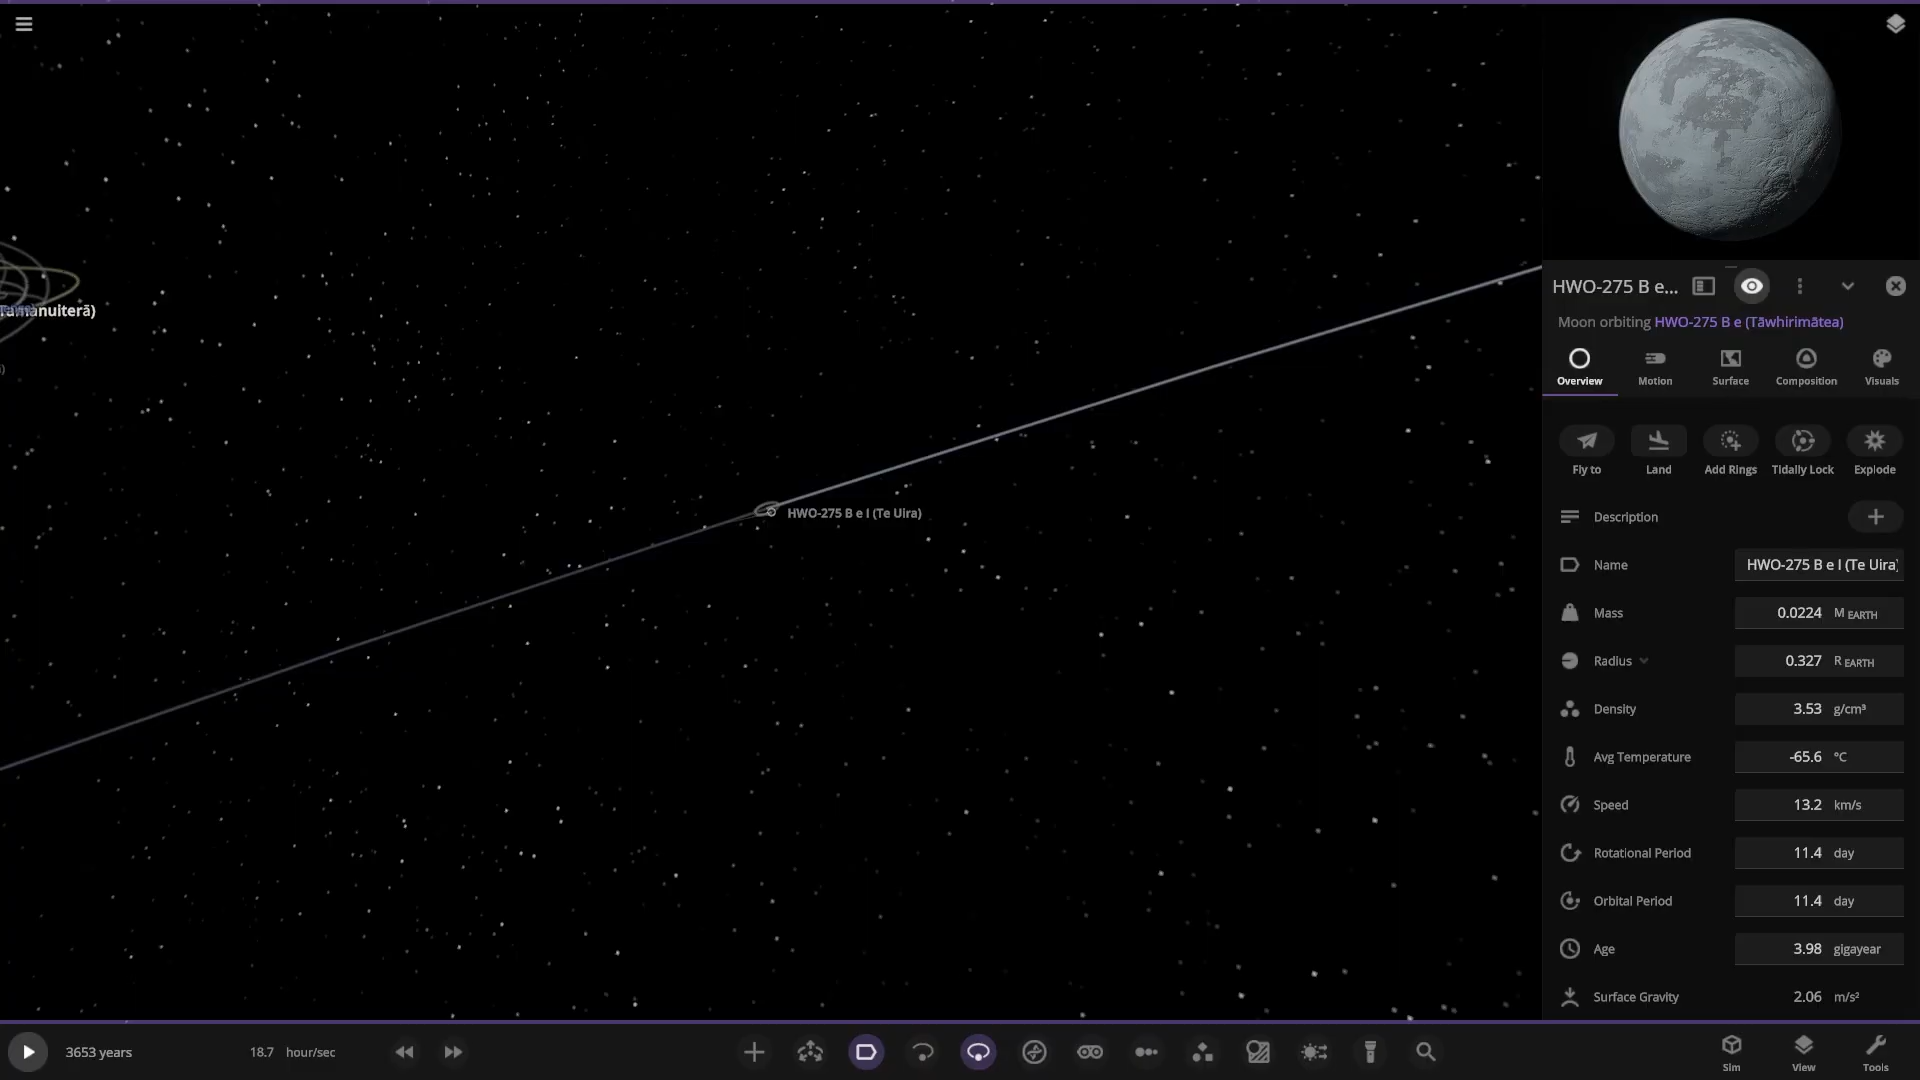 Tamanuiterā)
HWO-275 B e I (Te Uira)
HWO-275 B e...
Moon orbiting HWO-275 B e (Tāwhirimātea)
Overview
Motion
Surface
Composition
Visuals
Fly to
Land
Add Rings
Tidally Lock
Explode
Description
Name HWO-275 B e I (Te Uira)
Mass 0.0224 M EARTH
Radius 0.327 R EARTH
Density 3.53 g/cm³
Avg Temperature -65.6 °C
Speed 13.2 km/s
Rotational Period 11.4 day
Orbital Period 11.4 day
Age 3.98 gigayear
Surface Gravity 2.06 m/s²
3653 years
18.7 hour/sec
Sim
View
Tools